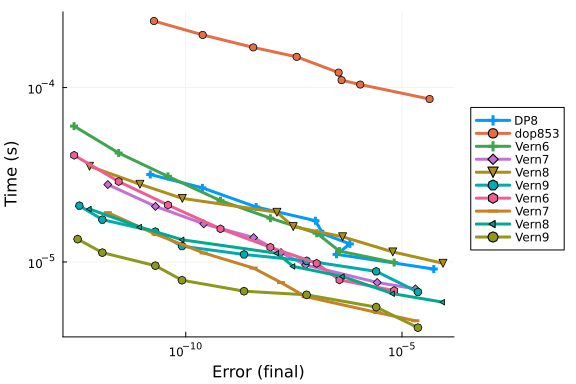 10⁻⁴
10⁻⁵
Time (s)
10⁻¹⁰
10⁻⁵
Error (final)
DP8
dop853
Vern6
Vern7
Vern8
Vern9
Vern6
Vern7
Vern8
Vern9